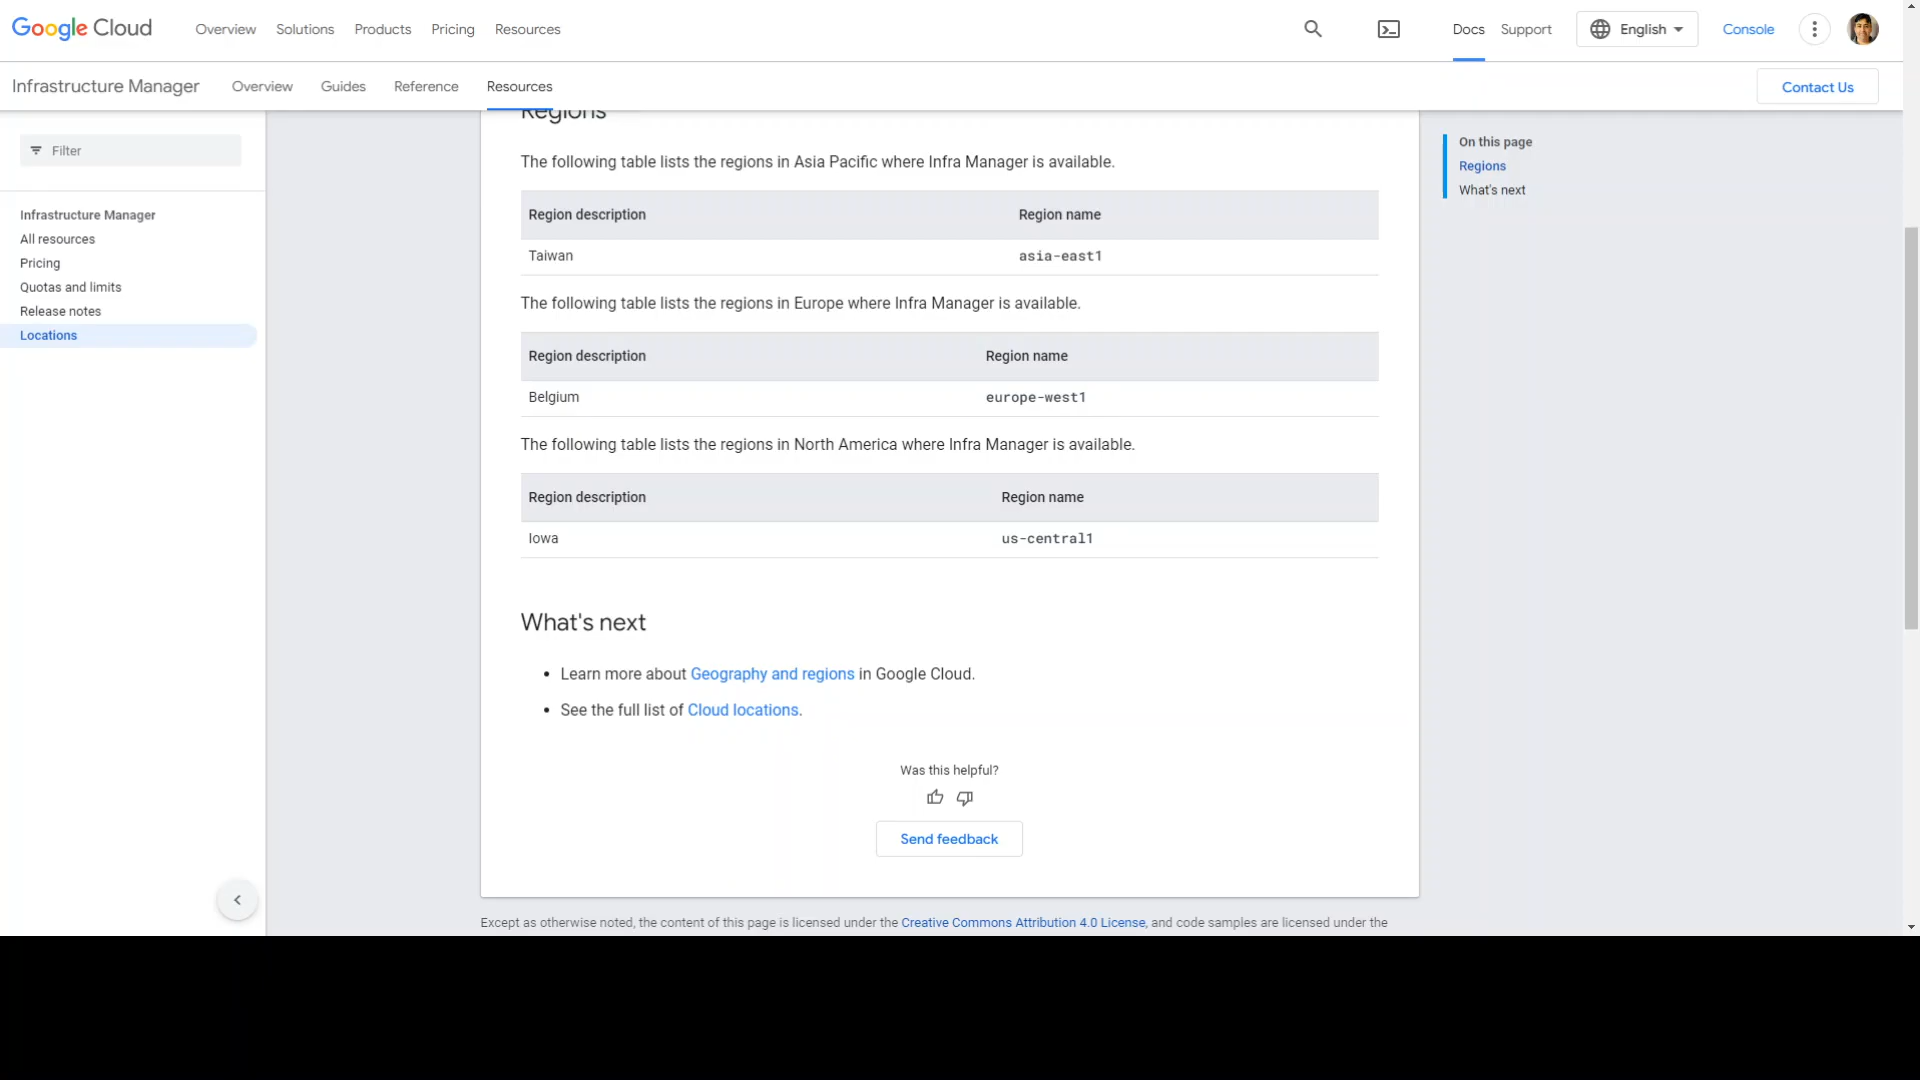 Google Cloud
Overview Solutions Products Pricing Resources
Docs Support English Console
Infrastructure Manager Overview Guides Reference Resources
Contact Us
Filter
Infrastructure Manager
All resources
Pricing
Quotas and limits
Release notes
Locations
Regions
The following table lists the regions in Asia Pacific where Infra Manager is available.
Region description Region name
Taiwan asia-east1
The following table lists the regions in Europe where Infra Manager is available.
Region description Region name
Belgium europe-west1
The following table lists the regions in North America where Infra Manager is available.
Region description Region name
Iowa us-central1
What's next
Learn more about Geography and regions in Google Cloud.
See the full list of Cloud locations.
Was this helpful?
Send feedback
Except as otherwise noted, the content of this page is licensed under the Creative Commons Attribution 4.0 License, and code samples are licensed under the
On this page
Regions
What's next